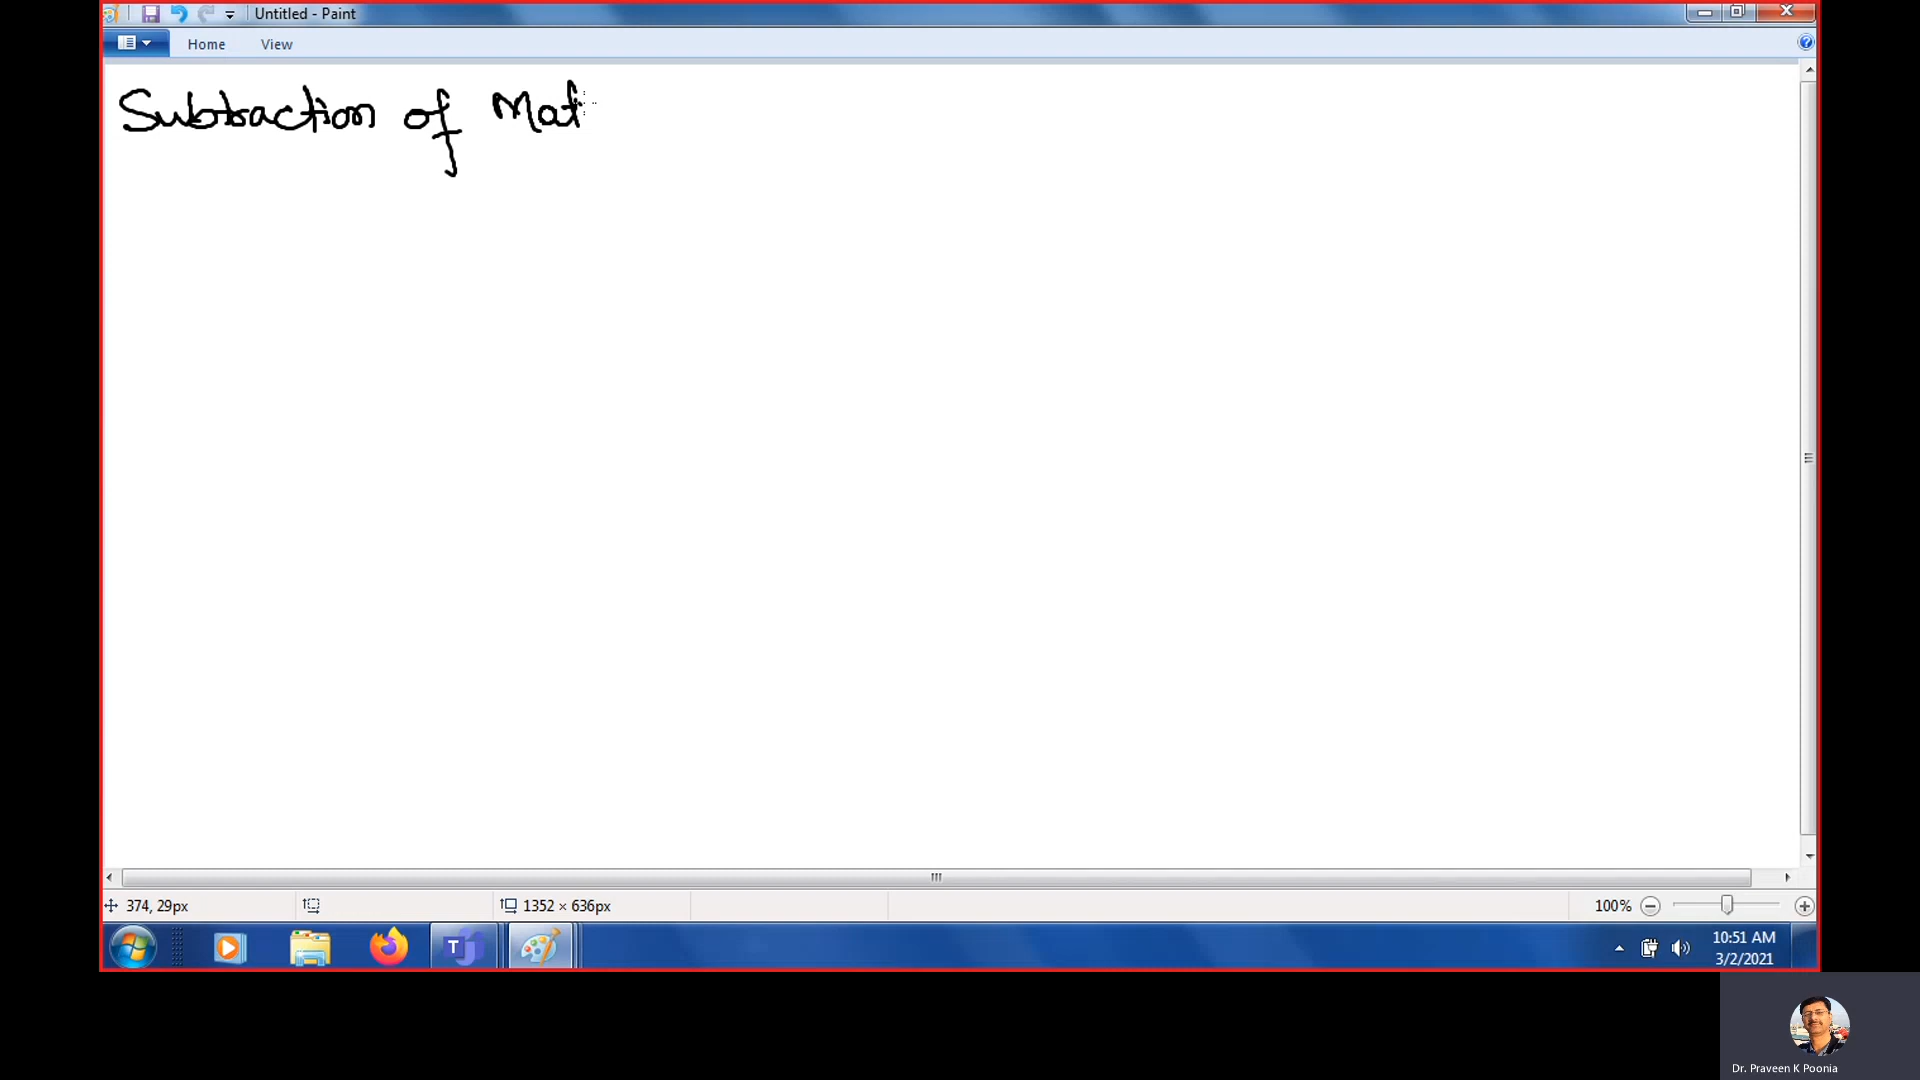 Untitled - Paint
Home View
Subtraction of Mat
374, 29px 1352 × 636px 100%
T
10:51 AM
3/2/2021
Dr. Praveen K Poonia